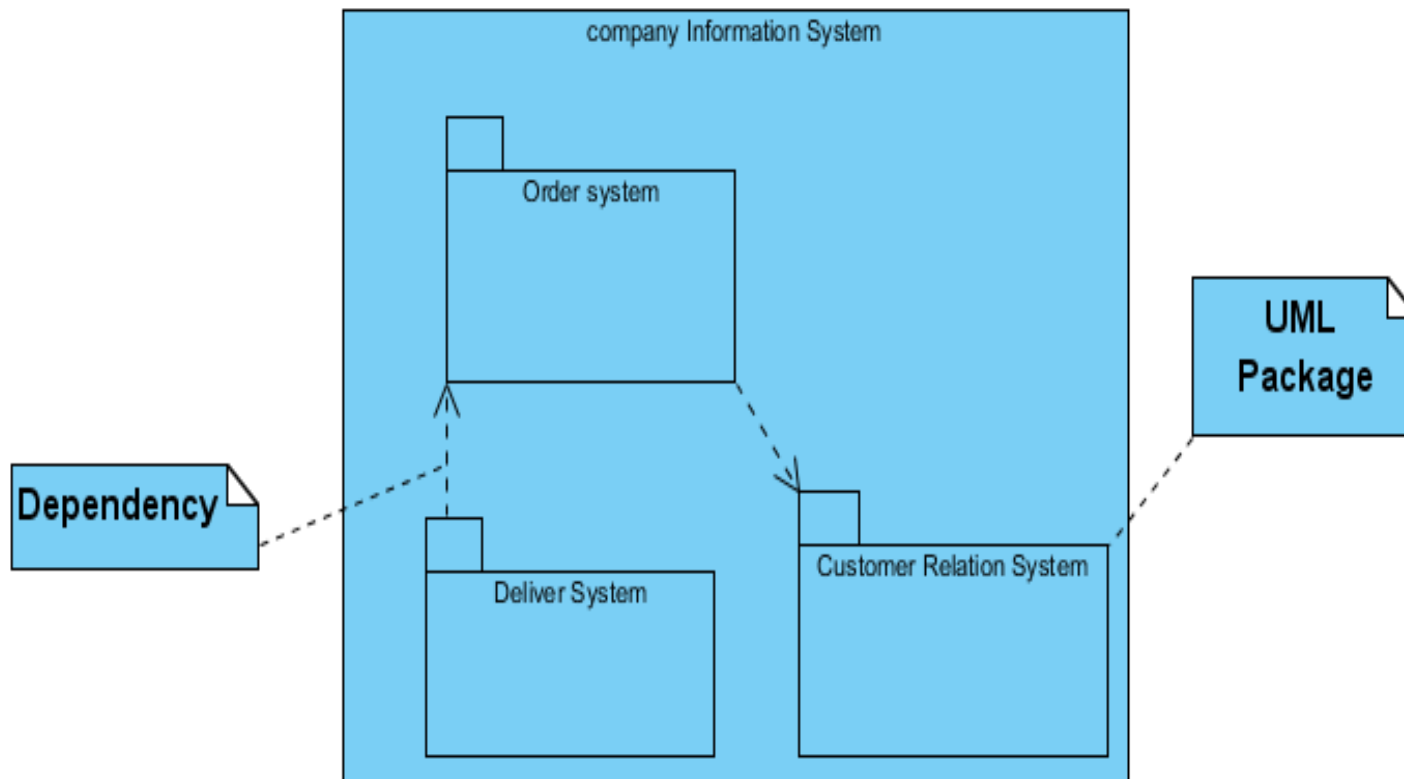 company Information System
Order system
UML
Package
Dependency
Customer Relation System
Deliver System